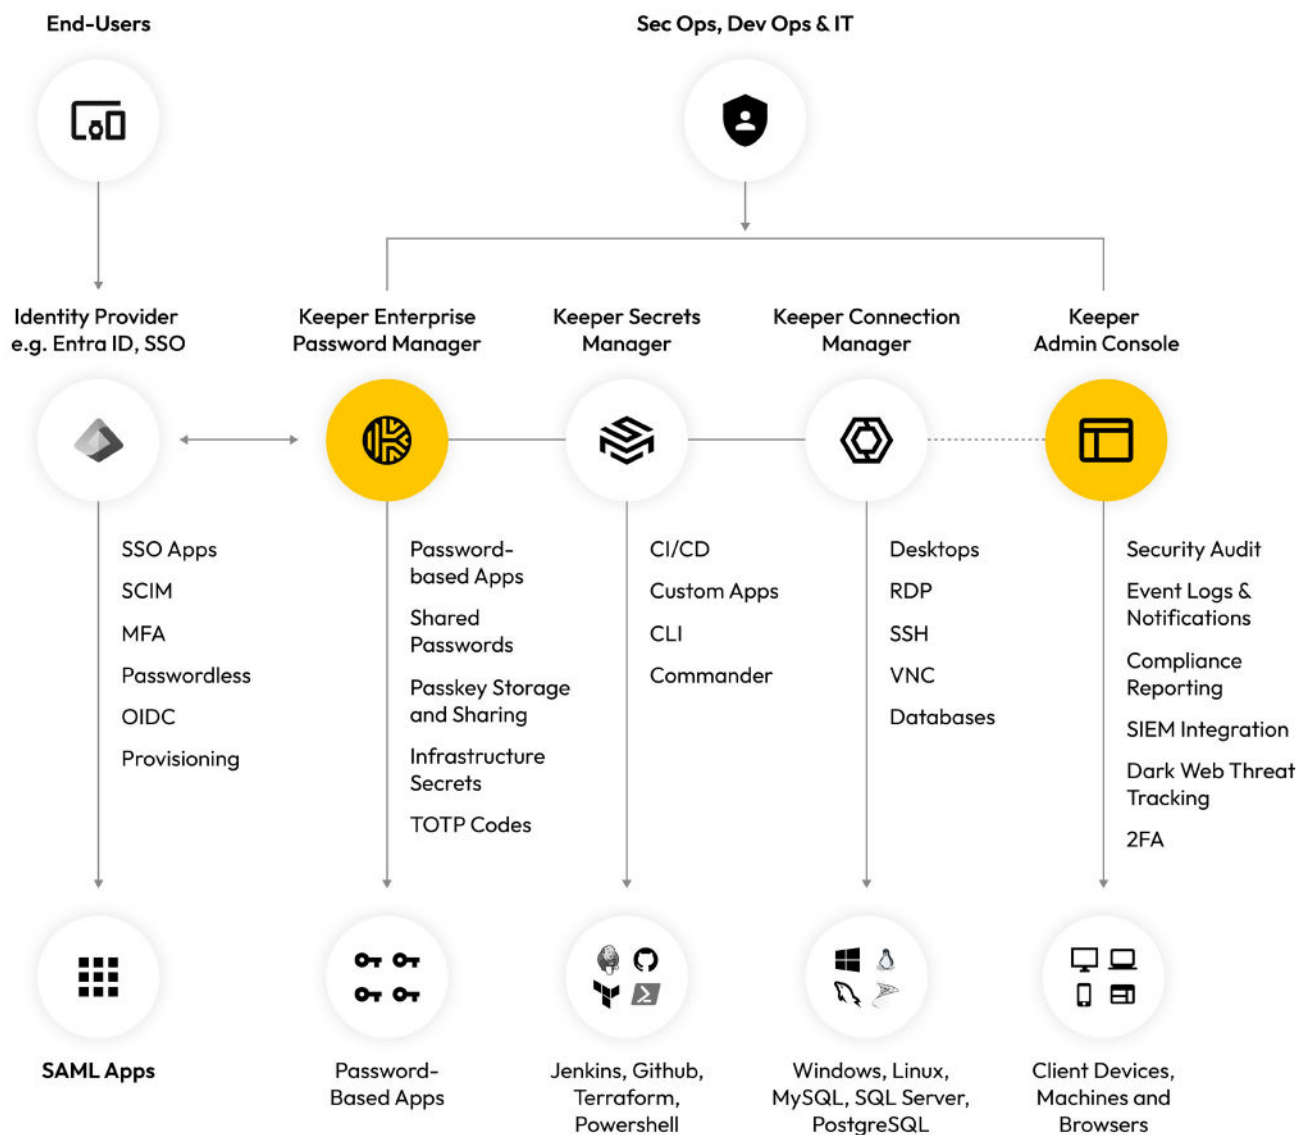 End-Users
Sec Ops, Dev Ops & IT
Identity Provider
e.g. Entra ID, SSO
Keeper Enterprise
Password Manager
Keeper Secrets
Manager
Keeper Connection
Manager
Keeper
Admin Console
SSO Apps
SCIM
MFA
Passwordless
OIDC
Provisioning
Password-
based Apps
Shared
Passwords
Passkey Storage
and Sharing
Infrastructure
Secrets
TOTP Codes
CI/CD
Custom Apps
CLI
Commander
Desktops
RDP
SSH
VNC
Databases
Security Audit
Event Logs &
Notifications
Compliance
Reporting
SIEM Integration
Dark Web Threat
Tracking
2FA
SAML Apps
Password-
Based Apps
Jenkins, Github,
Terraform,
Powershell
Windows, Linux,
MySQL, SQL Server,
PostgreSQL
Client Devices,
Machines and
Browsers